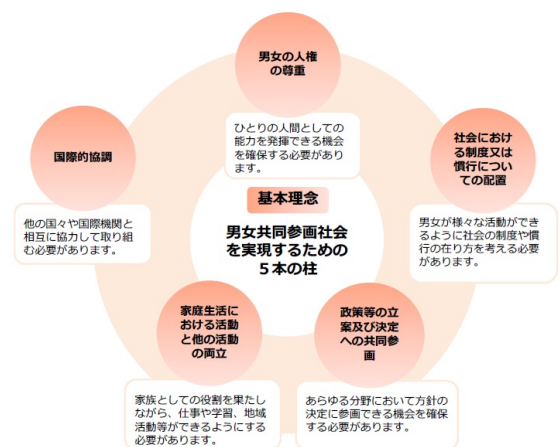 男女の人権
の尊重
ひとりの人間としての
能力を発揮できる機会
を確保する必要があり
ます。
社会におけ
る制度又は
慣行につい
ての配置
男女が様々な活動ができ
るように社会の制度や慣
行の在り方を考える必要
があります。
政策等の立
案及び決定
への共同参
画
あらゆる分野において方針の
決定に参画できる機会を確保
する必要があります。
家庭生活に
おける活動
と他の活動
の両立
家族としての役割を果たし
ながら、仕事や学習、地域
活動等ができるようにする
必要があります。
国際的協調
他の国々や国際機関と
相互に協力して取り組
む必要があります。
基本理念
男女共同参画社会
を実現するための
５本の柱